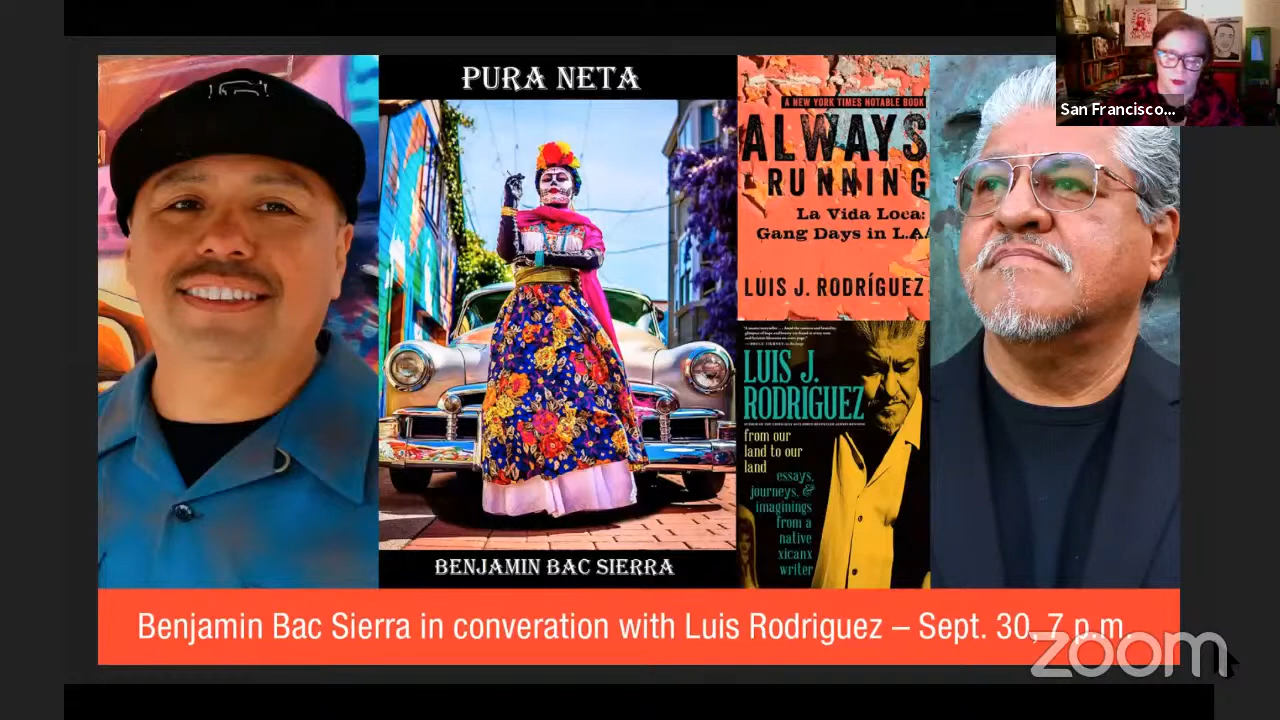 San Francisco...
PURA NETA
BENJAMIN BAC SIERRA
A NEW YORK TIMES NOTABLE BOOK
ALWAYS
RUNNING
La Vida Loca:
Gang Days in L.A.
LUIS J. RODRÍGUEZ
LUIS J.
RODRIGUEZ
from our
land to our
land
essays,
journeys, &
imaginings
from a
native
xicanx
writer
Benjamin Bac Sierra in converation with Luis Rodriguez – Sept. 30, 7 p.m.
zoom